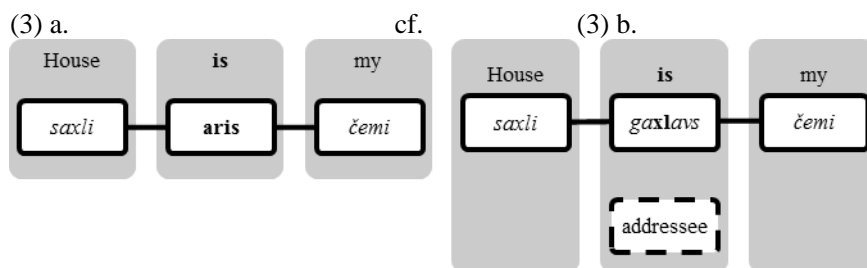 (3) a. cf. (3) b.
House is my
saxli aris čemi
House is my
saxli gaxlavs čemi
addressee